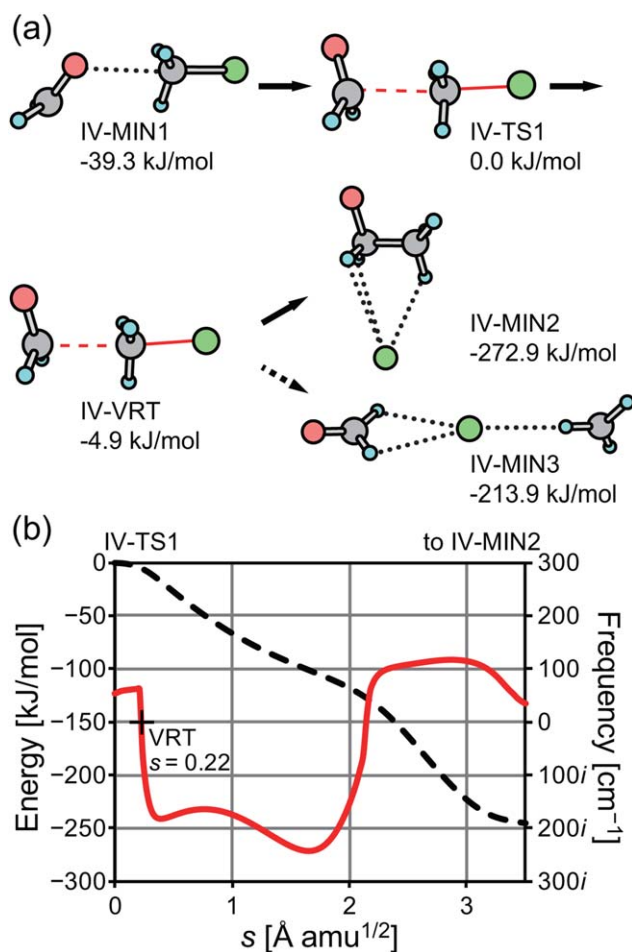 (a)
IV-MIN1
-39.3 kJ/mol
IV-TS1
0.0 kJ/mol
IV-VRT
-4.9 kJ/mol
IV-MIN2
-272.9 kJ/mol
IV-MIN3
-213.9 kJ/mol
(b)
IV-TS1
to IV-MIN2
0
−50
−100
−150
−200
−250
−300
Energy [kJ/mol]
300
200
100
0
100i
200i
300i
Frequency [cm⁻¹]
VRT
s = 0.22
0
1
2
3
s [Å amu¹ᐟ²]